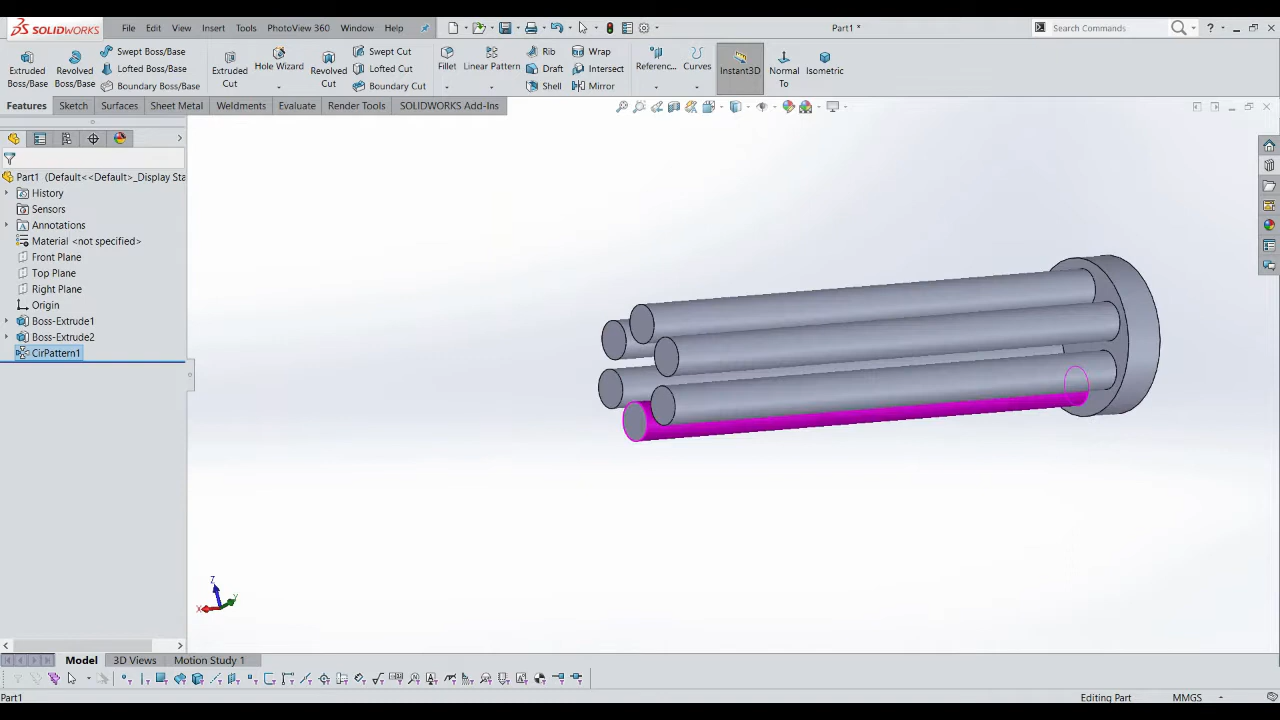 SOLIDWORKS File Edit View Insert Tools PhotoView 360 Window Help Part1 * Search Commands ?
Extruded Boss/Base
Revolved Boss/Base
Swept Boss/Base
Lofted Boss/Base
Boundary Boss/Base
Extruded Cut
Hole Wizard
Revolved Cut
Swept Cut
Lofted Cut
Boundary Cut
Fillet
Linear Pattern
Rib
Draft
Shell
Wrap
Intersect
Mirror
Referenc...
Curves
Instant3D
Normal To
Isometric
Features Sketch Surfaces Sheet Metal Weldments Evaluate Render Tools SOLIDWORKS Add-Ins
Part1 (Default<<Default>_Display Sta
History
Sensors
Annotations
Material <not specified>
Front Plane
Top Plane
Right Plane
Origin
Boss-Extrude1
Boss-Extrude2
CirPattern1
Z
X Y
Model 3D Views Motion Study 1
Part1 Editing Part MMGS